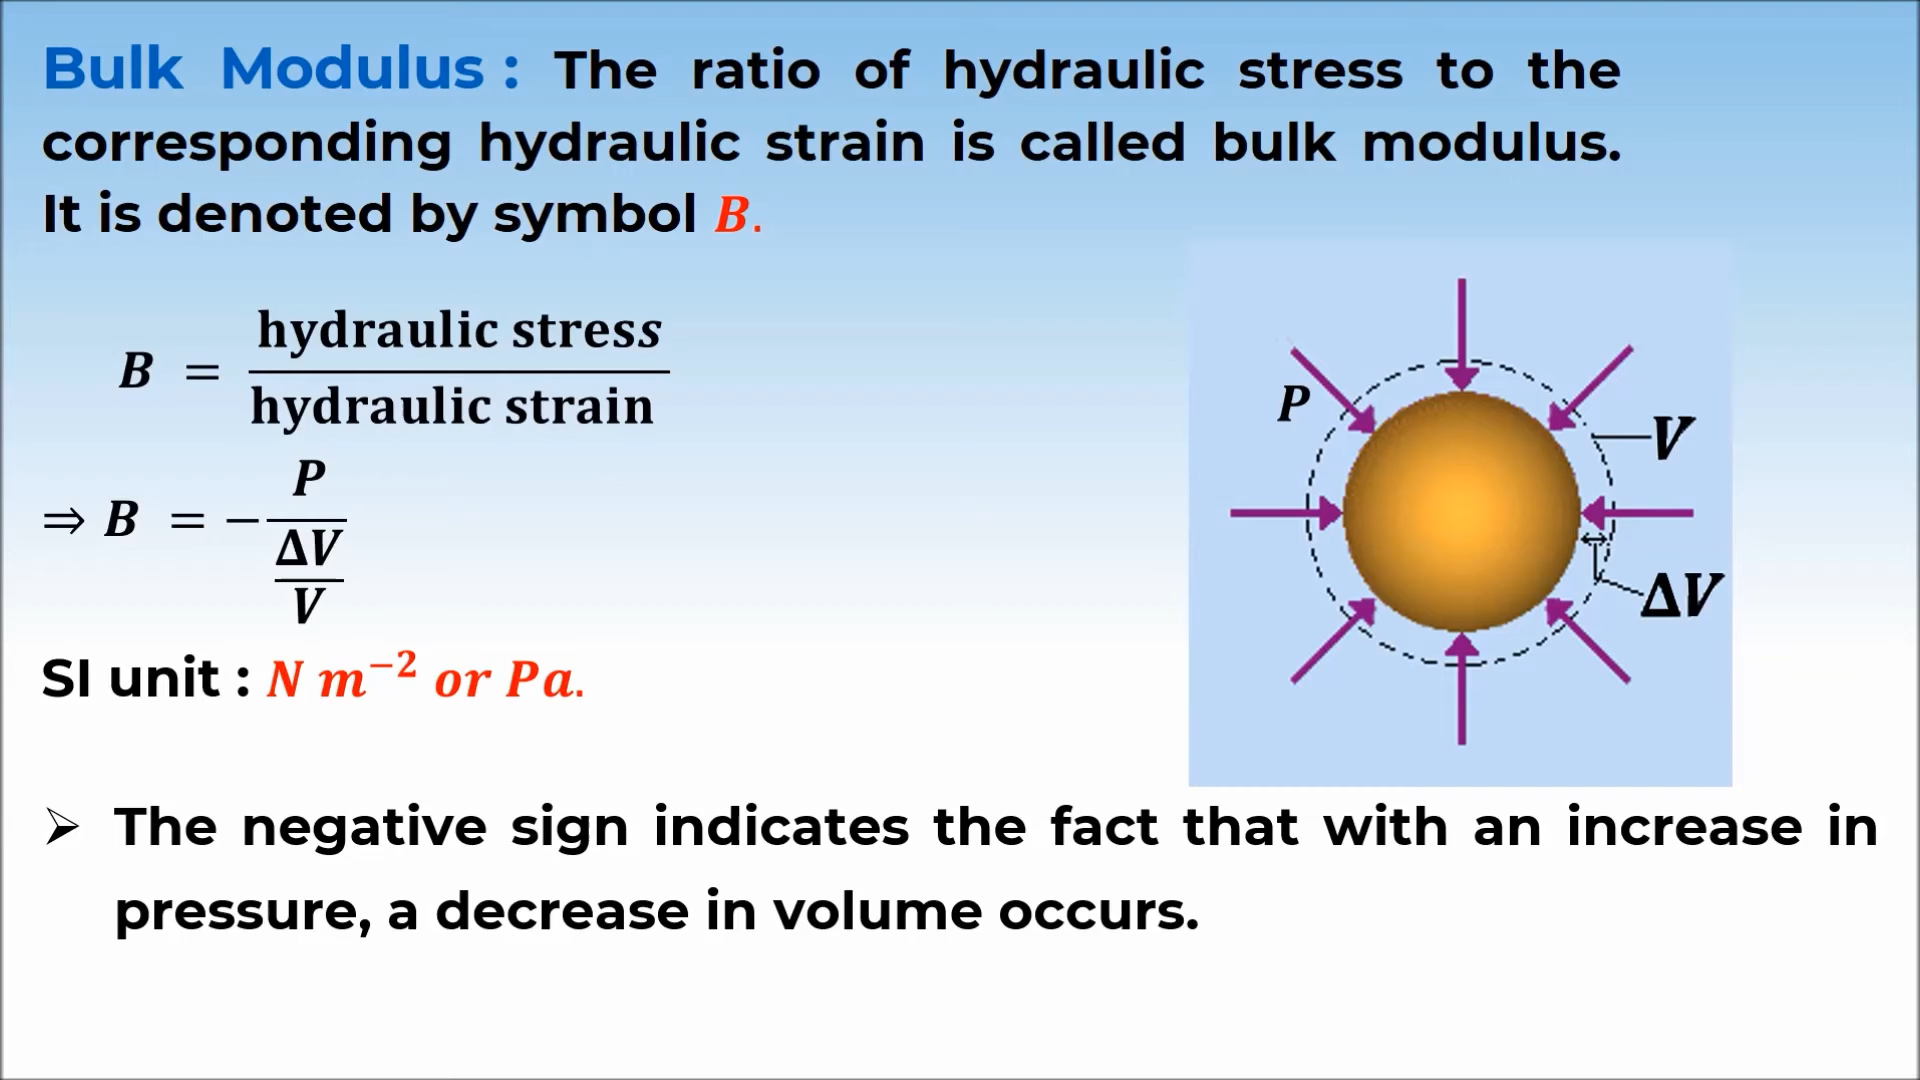 Bulk Modulus : The ratio of hydraulic stress to the
corresponding hydraulic strain is called bulk modulus.
It is denoted by symbol B.
B = hydraulic stress / hydraulic strain
⇒ B = − P / (ΔV / V)
SI unit : N m⁻² or Pa.
P
V
ΔV
➢ The negative sign indicates the fact that with an increase in
pressure, a decrease in volume occurs.